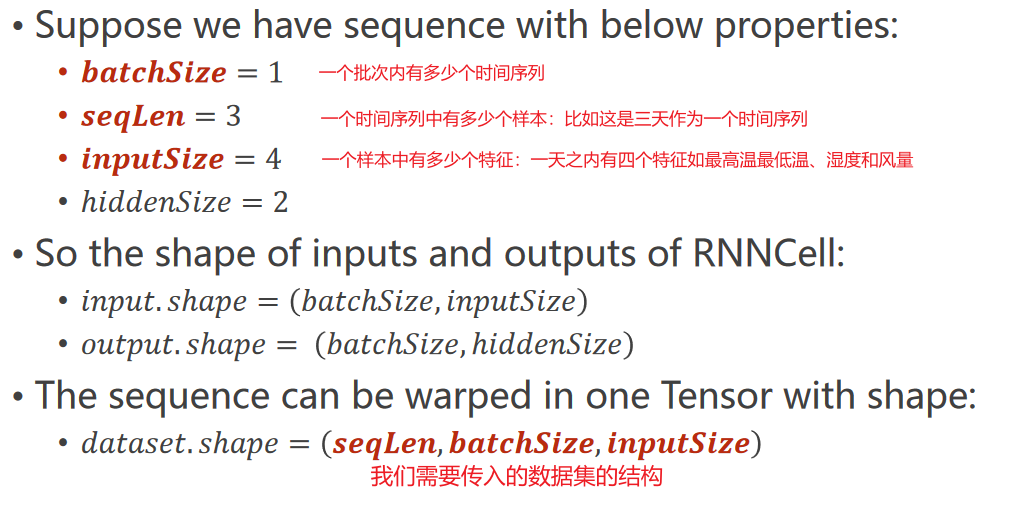 • Suppose we have sequence with below properties:
• batchSize = 1 一个批次内有多少个时间序列
• seqLen = 3 一个时间序列中有多少个样本：比如这是三天作为一个时间序列
• inputSize = 4 一个样本中有多少个特征：一天之内有四个特征如最高温最低温、湿度和风量
• hiddenSize = 2
• So the shape of inputs and outputs of RNNCell:
• input.shape = (batchSize, inputSize)
• output.shape = (batchSize, hiddenSize)
• The sequence can be warped in one Tensor with shape:
• dataset.shape = (seqLen, batchSize, inputSize)
我们需要传入的数据集的结构